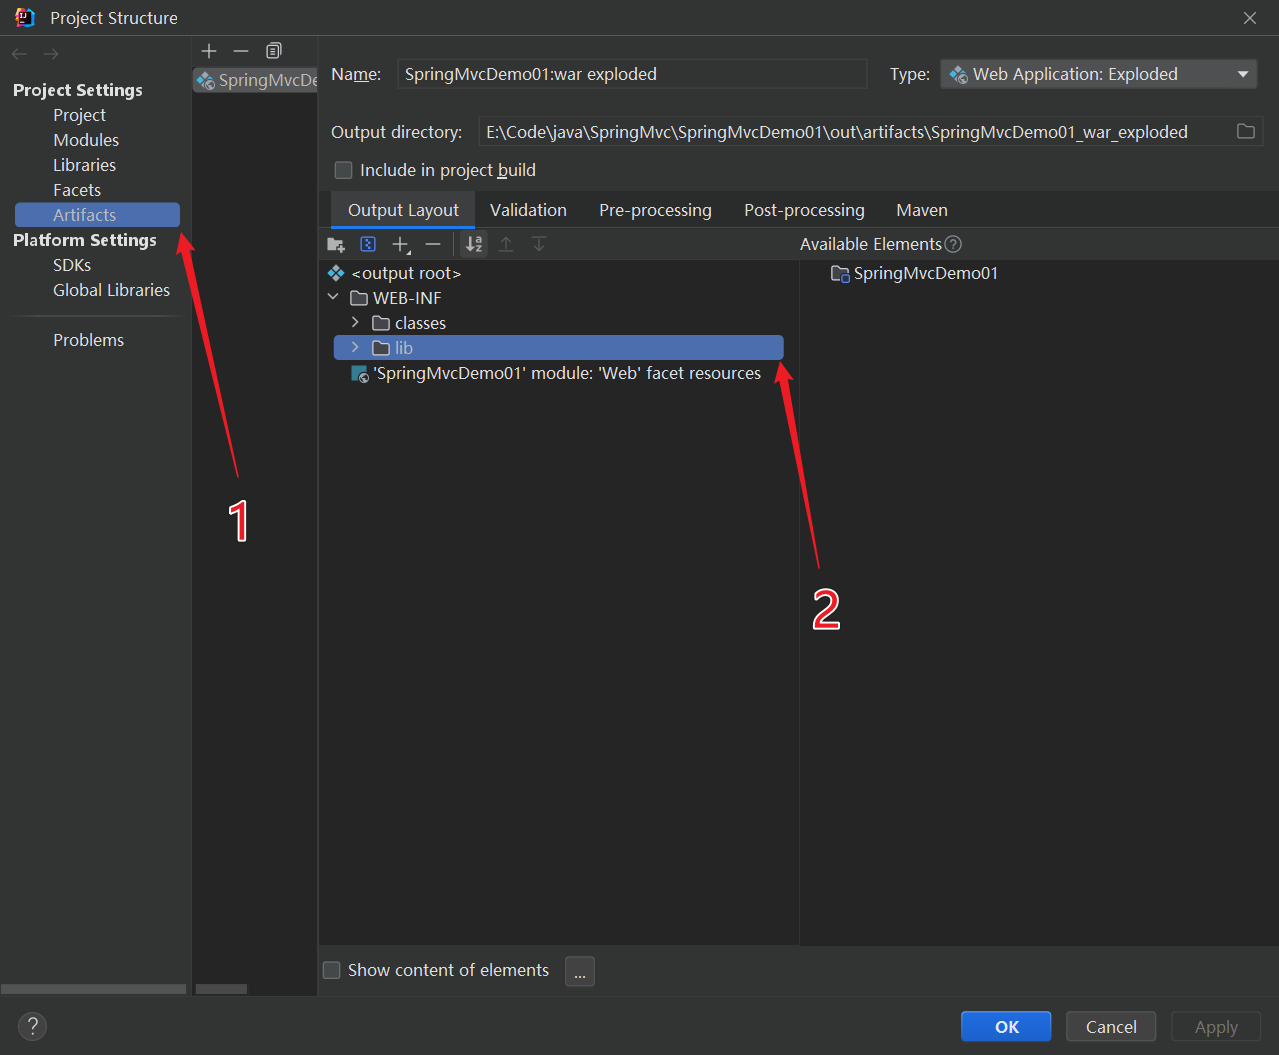 Project Structure
Project Settings
Project
Modules
Libraries
Facets
Artifacts
Platform Settings
SDKs
Global Libraries
Problems
SpringMvcDe
Name: SpringMvcDemo01:war exploded
Type: Web Application: Exploded
Output directory: E:\Code\java\SpringMvc\SpringMvcDemo01\out\artifacts\SpringMvcDemo01_war_exploded
Include in project build
Output Layout Validation Pre-processing Post-processing Maven
Available Elements ?
<output root>
WEB-INF
classes
lib
'SpringMvcDemo01' module: 'Web' facet resources
SpringMvcDemo01
1
2
Show content of elements ...
? OK Cancel Apply